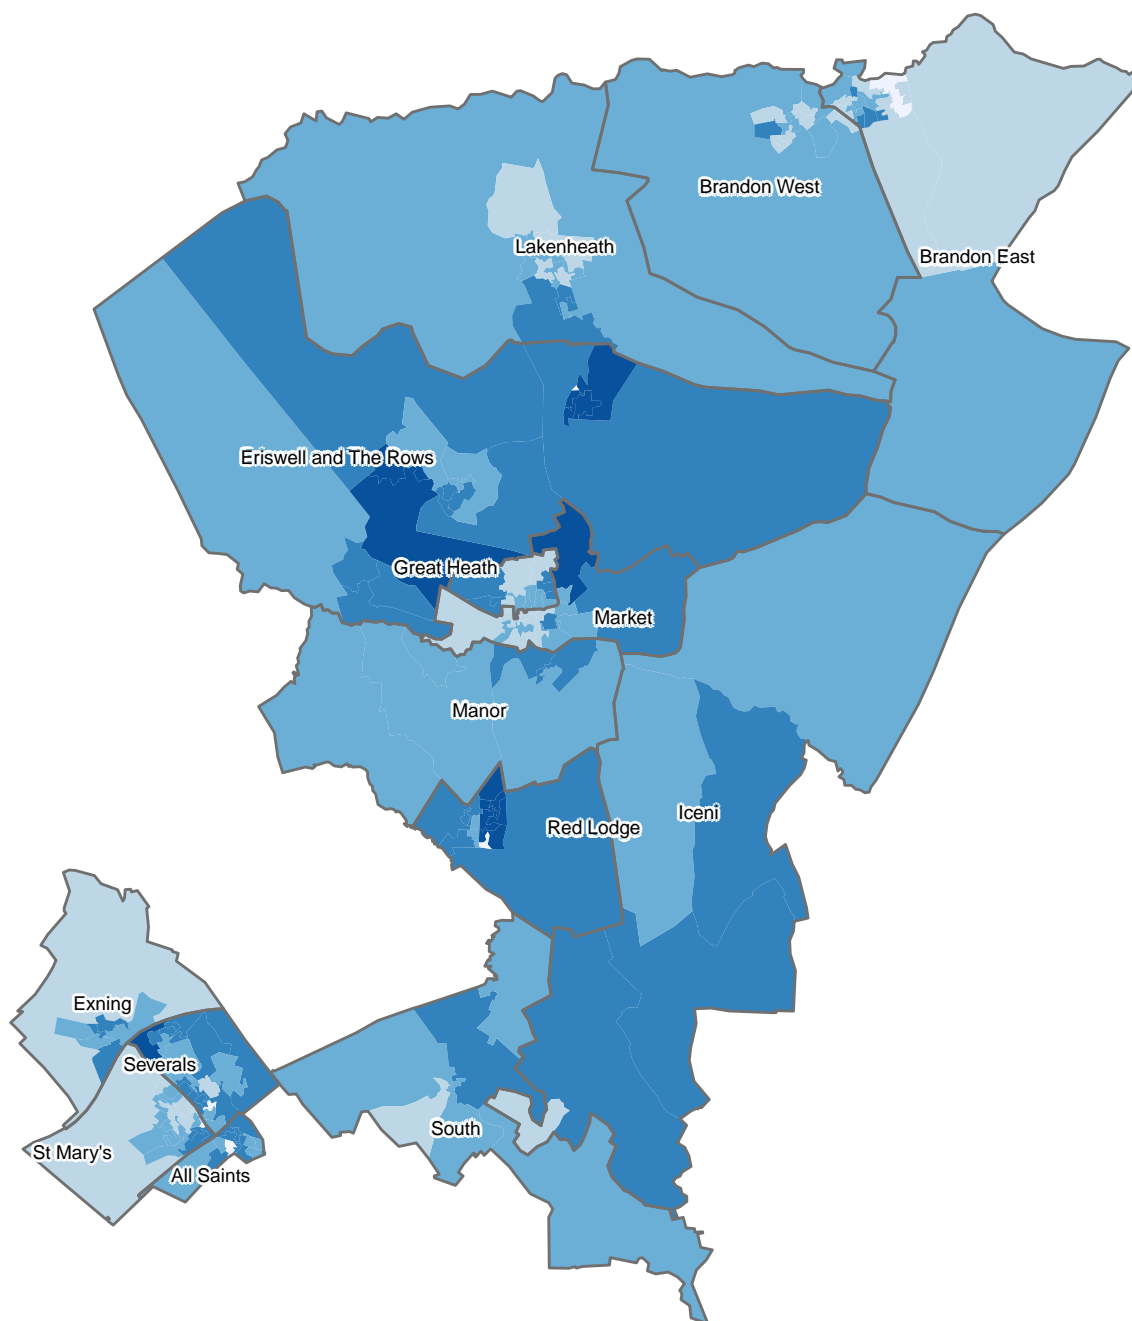 Brandon West
Lakenheath
Brandon East
Eriswell and The Rows
Great Heath
Market
Manor
Iceni
Red Lodge
Exning
Severals
South
St Mary's
All Saints